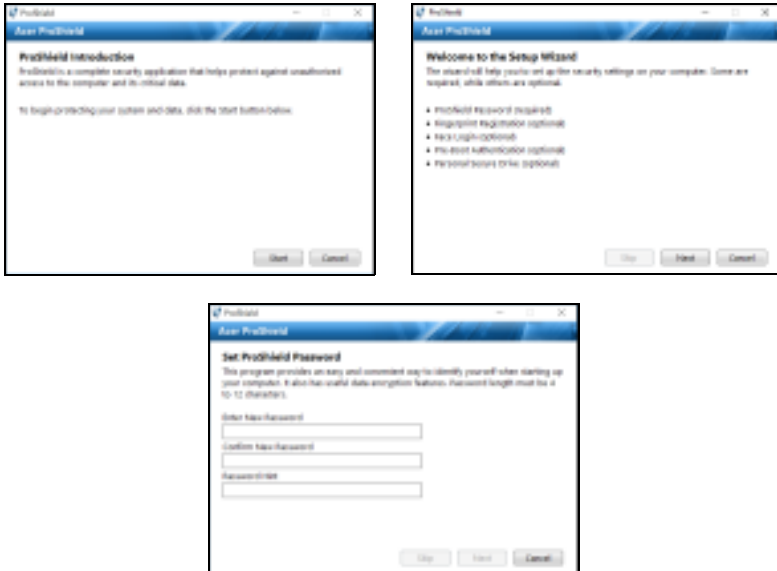 ProShield
Acer ProShield
ProShield Introduction
ProShield is a complete security application that helps protect against unauthorized
access to the computer and its critical data.
To begin protecting your system and data, click the Start button below.
Start
Cancel
ProShield
Acer ProShield
Welcome to the Setup Wizard
The wizard will help you to set up the security settings on your computer. Some are
required, while others are optional.
• ProShield Password (required)
• Fingerprint Registration (optional)
• Face Login (optional)
• Pre-boot Authentication (optional)
• Personal Secure Drive (optional)
Skip
Next
Cancel
ProShield
Acer ProShield
Set ProShield Password
This program provides an easy and convenient way to identify yourself when starting up
your computer. It also has useful data encryption features. Password length must be 4
to 12 characters.
Enter New Password
Confirm New Password
Password Hint
Skip
Next
Cancel